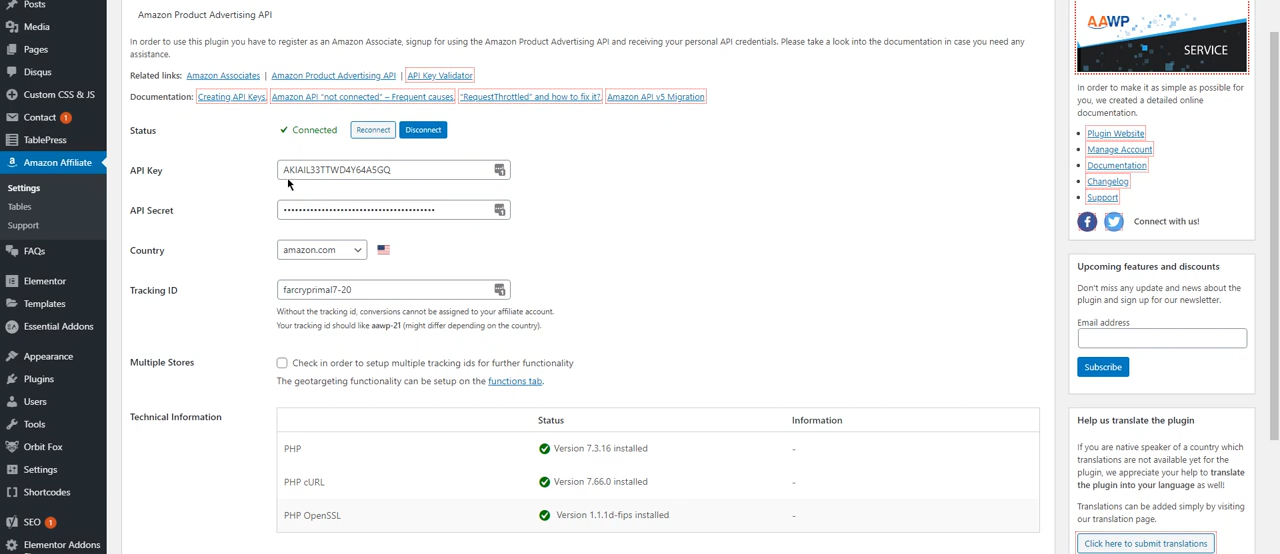 Posts
Media
Pages
Disqus
Custom CSS & JS
Contact 1
TablePress
Amazon Affiliate
Settings
Tables
Support
FAQs
Elementor
Templates
EA Essential Addons
Appearance
Plugins
Users
Tools
Orbit Fox
Settings
Shortcodes
SEO 1
Elementor Addons
Amazon Product Advertising API
In order to use this plugin you have to register as an Amazon Associate, signup for using the Amazon Product Advertising API and receiving your personal API credentials. Please take a look into the documentation in case you need any
assistance.
Related links: Amazon Associates | Amazon Product Advertising API | API Key Validator
Documentation: Creating API Keys, Amazon API "not connected" – Frequent causes, "RequestThrottled" and how to fix it?, Amazon API v5 Migration
Status Connected Reconnect Disconnect
API Key AKIAIL33TTWD4Y64A5GQ
API Secret ••••••••••••••••••••••••••••••••••••••••
Country amazon.com
Tracking ID farcryprimal7-20
Without the tracking id, conversions cannot be assigned to your affiliate account.
Your tracking id should like aawp-21 (might differ depending on the country).
Multiple Stores Check in order to setup multiple tracking ids for further functionality
The geotargeting functionality can be setup on the functions tab.
Technical Information Status Information
PHP Version 7.3.16 installed -
PHP cURL Version 7.66.0 installed -
PHP OpenSSL Version 1.1.1d-fips installed -
AAWP
SERVICE
In order to make it as simple as possible for
you, we created a detailed online
documentation.
• Plugin Website
• Manage Account
• Documentation
• Changelog
• Support
Connect with us!
Upcoming features and discounts
Don't miss any update and news about the
plugin and sign up for our newsletter.
Email address
Subscribe
Help us translate the plugin
If you are native speaker of a country which
translations are not available yet for the
plugin, we appreciate your help to translate
the plugin into your language as well!
Translations can be added simply by visiting
our translation page.
Click here to submit translations